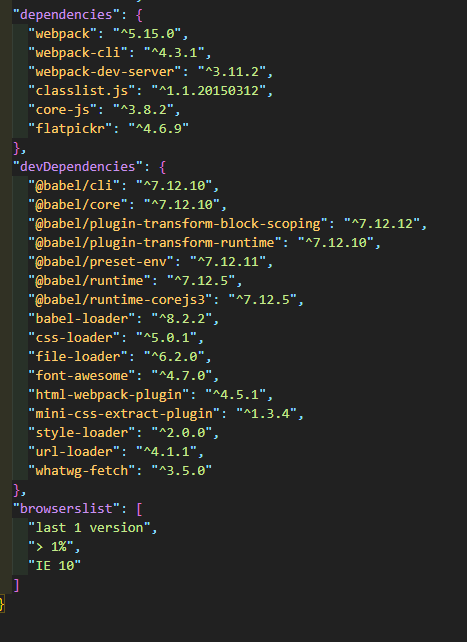 "dependencies": {
"webpack": "^5.15.0",
"webpack-cli": "^4.3.1",
"webpack-dev-server": "^3.11.2",
"classlist.js": "^1.1.20150312",
"core-js": "^3.8.2",
"flatpickr": "^4.6.9"
},
"devDependencies": {
"@babel/cli": "^7.12.10",
"@babel/core": "^7.12.10",
"@babel/plugin-transform-block-scoping": "^7.12.12",
"@babel/plugin-transform-runtime": "^7.12.10",
"@babel/preset-env": "^7.12.11",
"@babel/runtime": "^7.12.5",
"@babel/runtime-corejs3": "^7.12.5",
"babel-loader": "^8.2.2",
"css-loader": "^5.0.1",
"file-loader": "^6.2.0",
"font-awesome": "^4.7.0",
"html-webpack-plugin": "^4.5.1",
"mini-css-extract-plugin": "^1.3.4",
"style-loader": "^2.0.0",
"url-loader": "^4.1.1",
"whatwg-fetch": "^3.5.0"
},
"browserslist": [
"last 1 version",
"> 1%",
"IE 10"
]
}